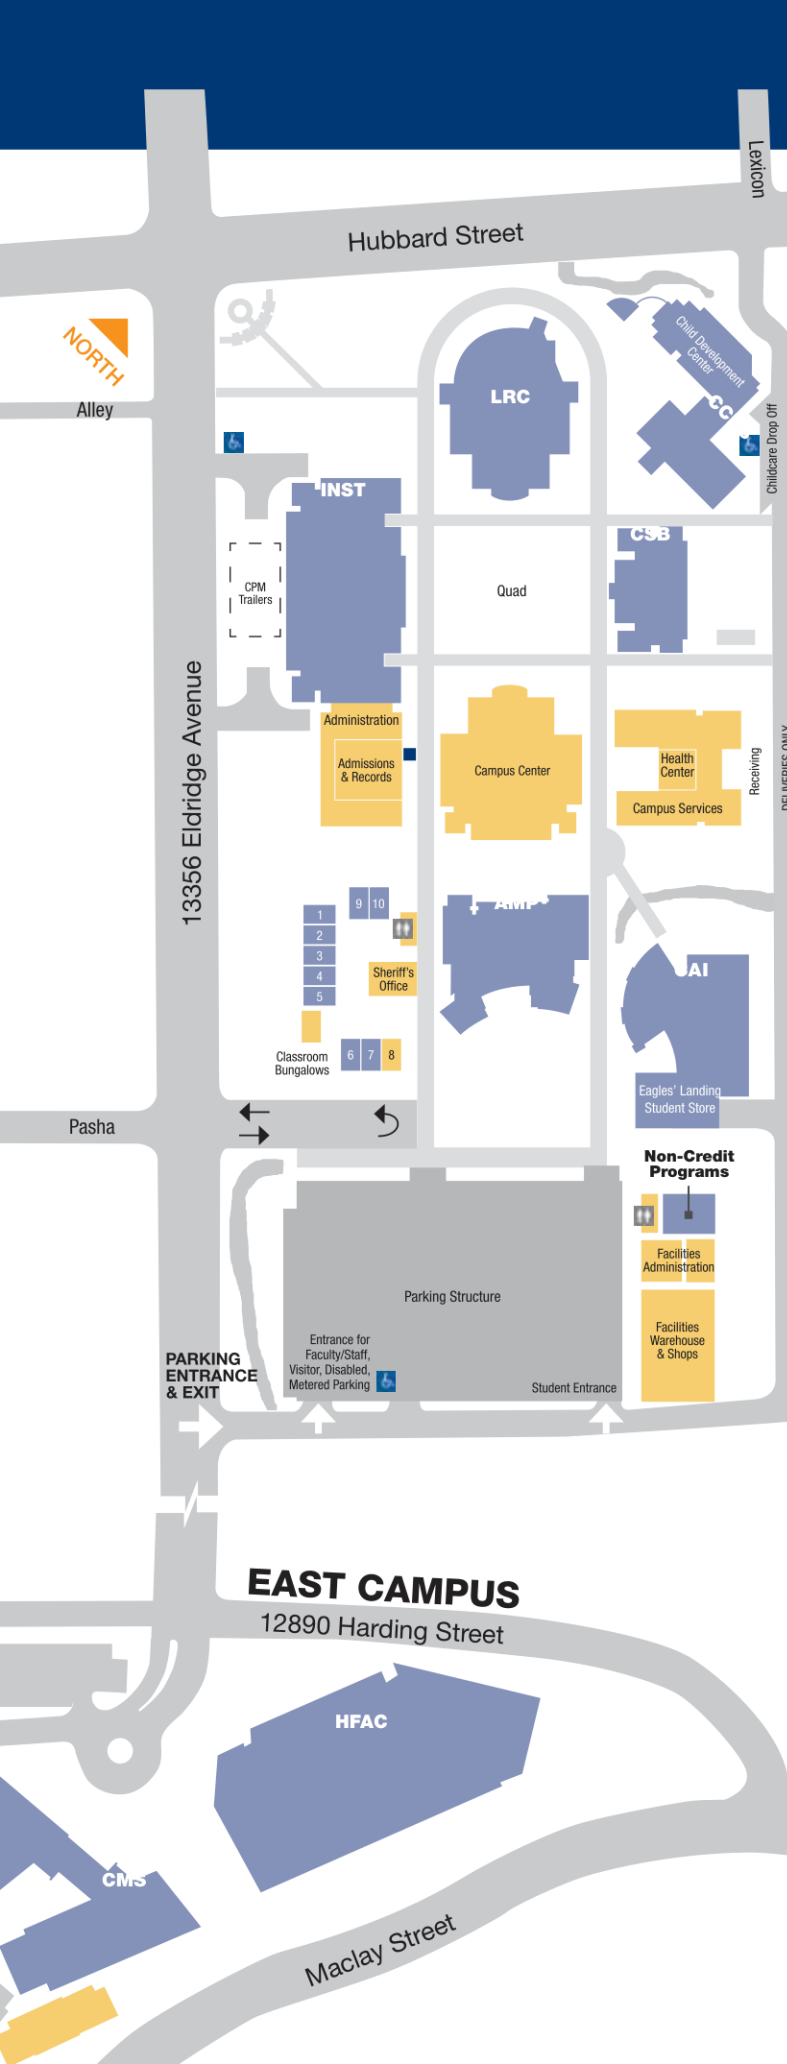 Lexicon
Hubbard Street
NORTH
Alley
Child Development
Center
LRC
CC
Childcare Drop Off
INST
CSB
CPM
Trailers
Quad
13356 Eldridge Avenue
Administration
Admissions
& Records
Campus Center
Health
Center
Campus Services
Receiving
DELIVERIES ONLY
9 10
1
2
3
4
5
AMP
Sheriff's
Office
CAI
Classroom
Bungalows
6 7 8
Eagles' Landing
Student Store
Pasha
Non-Credit
Programs
Facilities
Administration
Parking Structure
Facilities
Warehouse
& Shops
Entrance for
Faculty/Staff,
Visitor, Disabled,
Metered Parking
Student Entrance
PARKING
ENTRANCE
& EXIT
EAST CAMPUS
12890 Harding Street
HFAC
CMS
Maclay Street